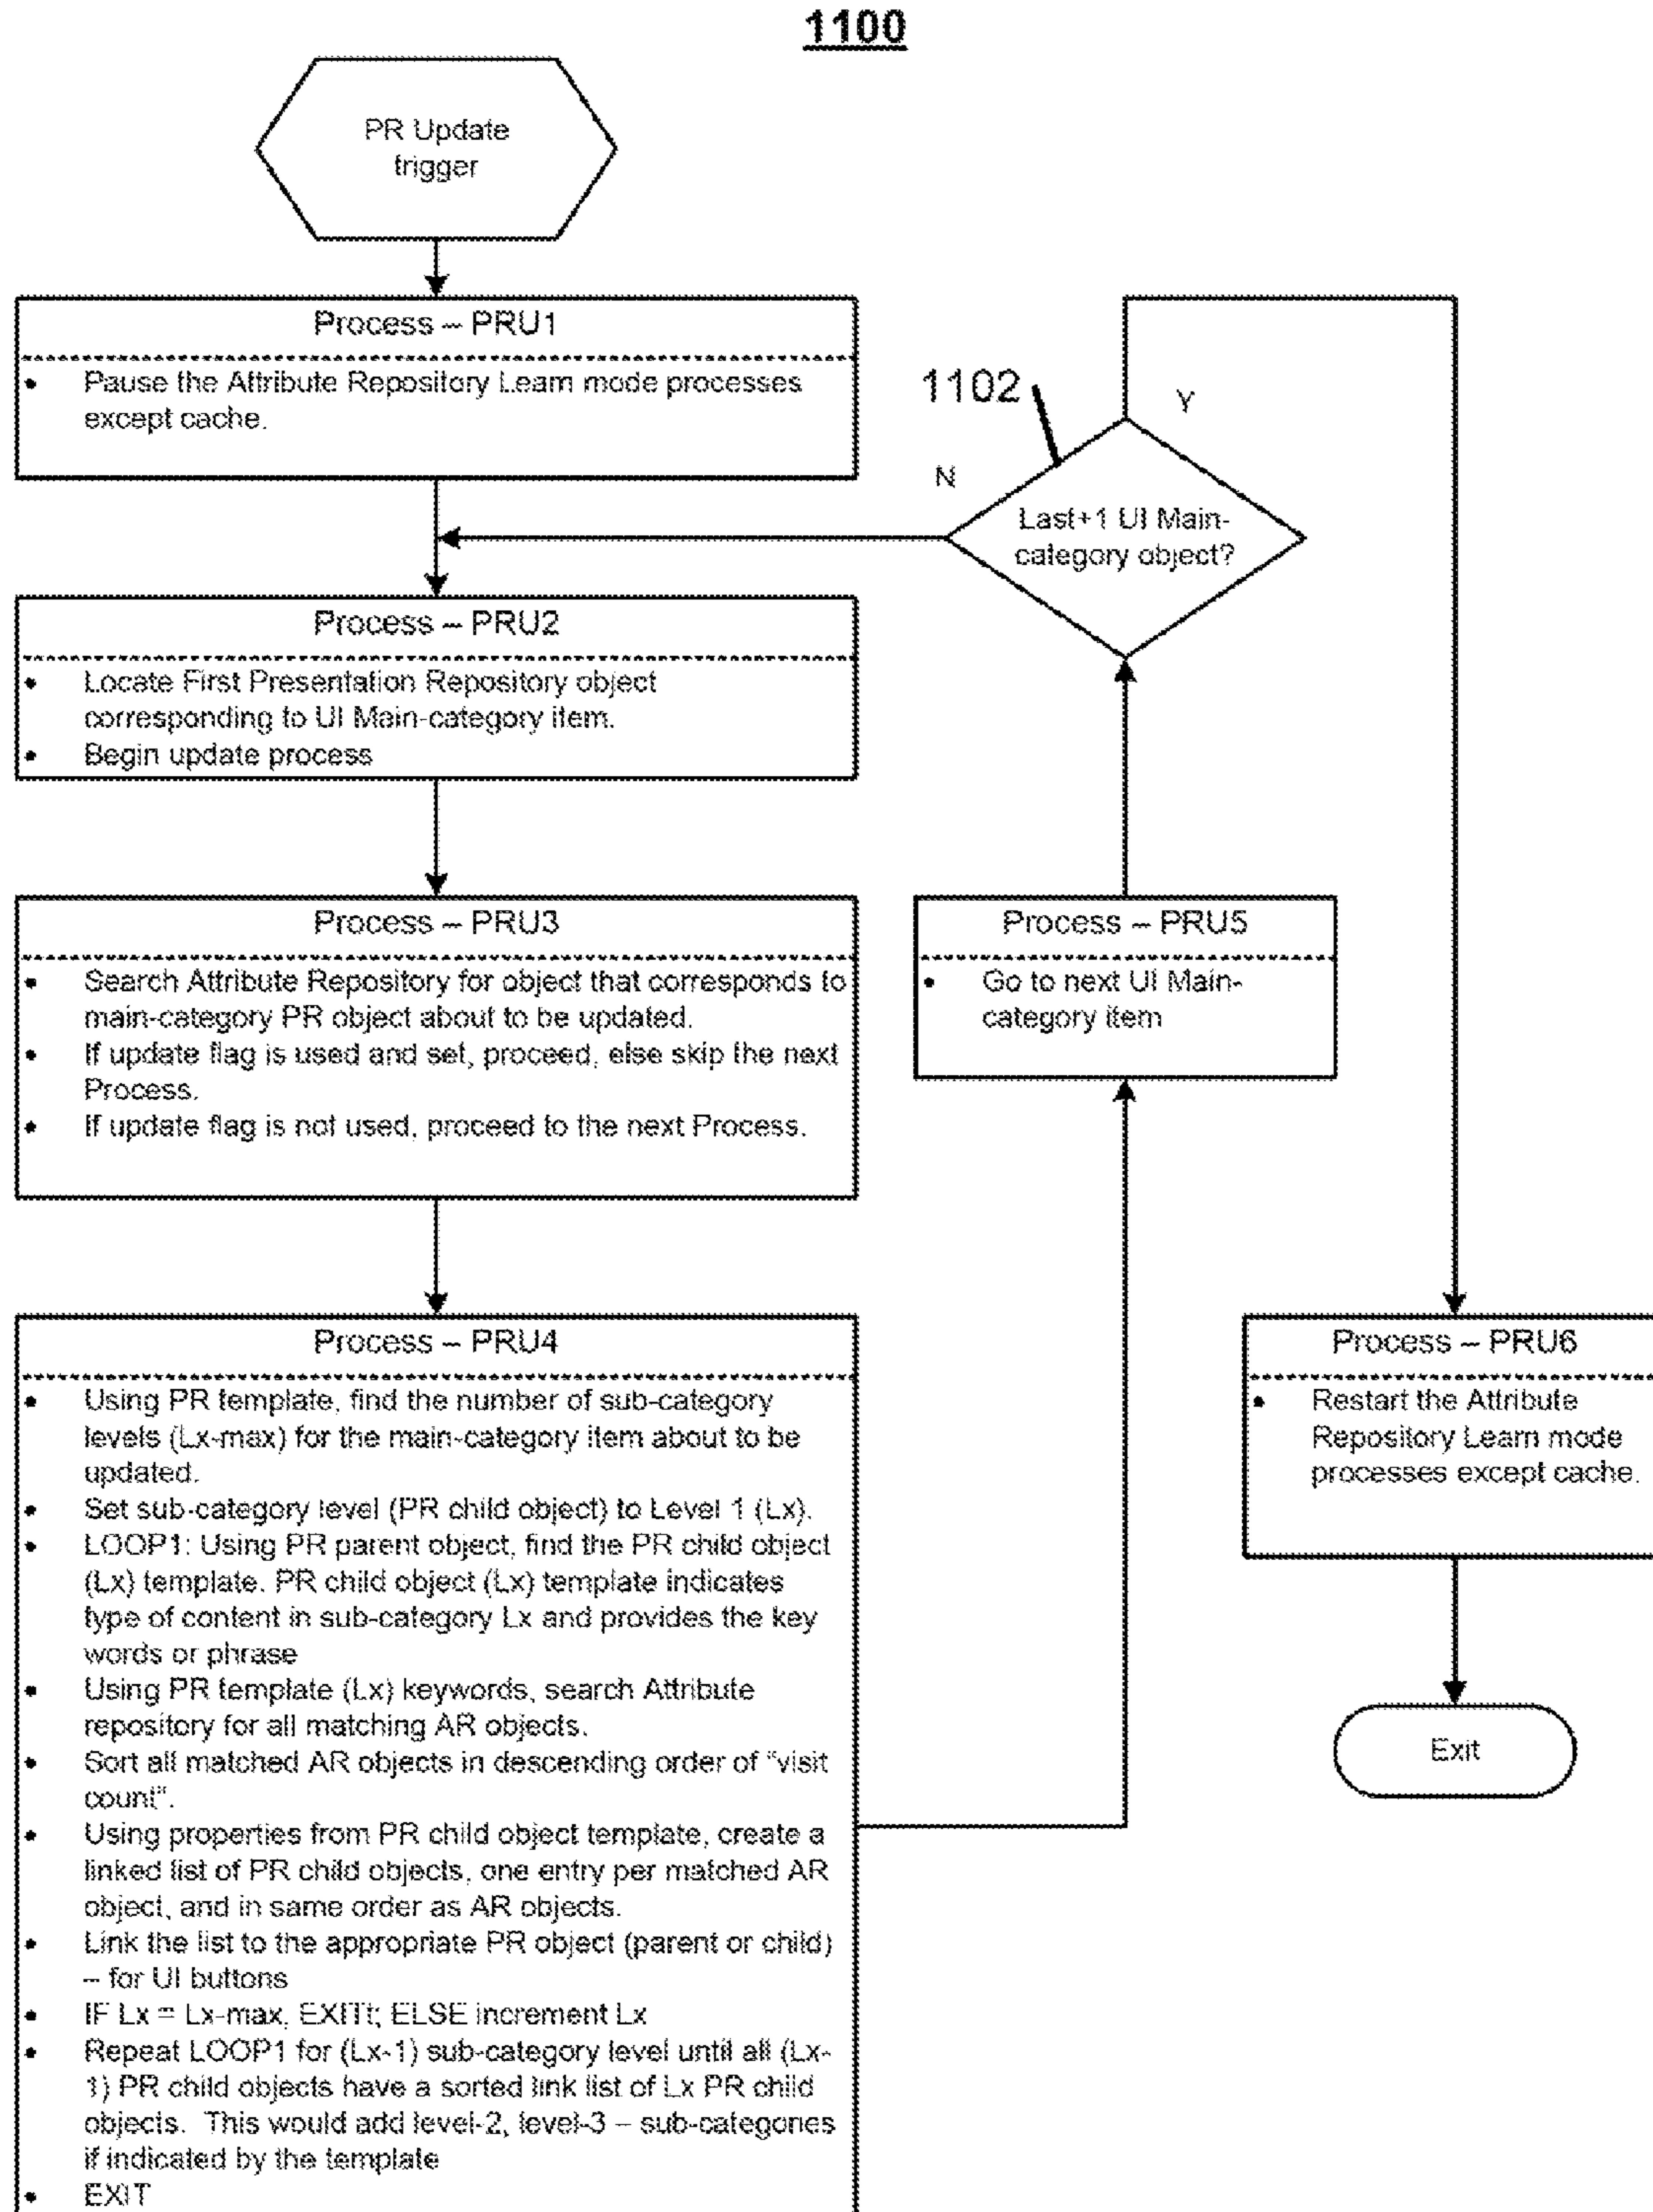 1100
PR Update
trigger
Process – PRU1
• Pause the Attribute Repository Learn mode processes
except cache.
1102
Y
N
Last+1 UI Main-
category object?
Process – PRU2
• Locate First Presentation Repository object
corresponding to UI Main-category item.
• Begin update process
Process – PRU3
• Search Attribute Repository for object that corresponds to
main-category PR object about to be updated.
• If update flag is used and set, proceed, else skip the next
Process.
• If update flag is not used, proceed to the next Process.
Process – PRU5
• Go to next UI Main-
category item
Process – PRU4
• Using PR template, find the number of sub-category
levels (Lx-max) for the main-category item about to be
updated.
• Set sub-category level (PR child object) to Level 1 (Lx).
• LOOP1: Using PR parent object, find the PR child object
(Lx) template. PR child object (Lx) template indicates
type of content in sub-category Lx and provides the key
words or phrase
• Using PR template (Lx) keywords, search Attribute
repository for all matching AR objects.
• Sort all matched AR objects in descending order of "visit
count".
• Using properties from PR child object template, create a
linked list of PR child objects, one entry per matched AR
object, and in same order as AR objects.
• Link the list to the appropriate PR object (parent or child)
– for UI buttons
• IF Lx = Lx-max, EXITt; ELSE increment Lx
• Repeat LOOP1 for (Lx-1) sub-category level until all (Lx-
1) PR child objects have a sorted link list of Lx PR child
objects. This would add level-2, level-3 – sub-categories
if indicated by the template
• EXIT
Process – PRU6
• Restart the Attribute
Repository Learn mode
processes except cache.
Exit